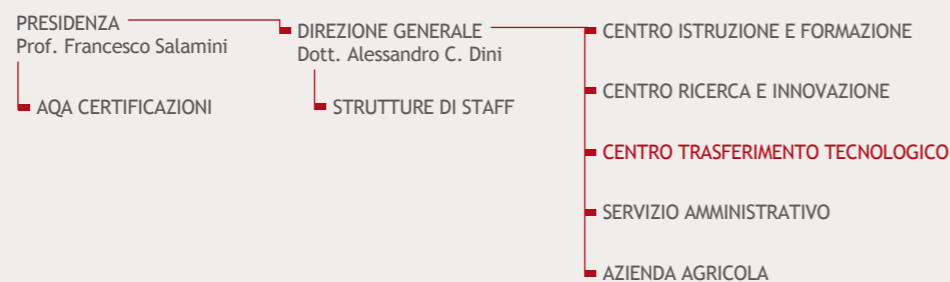 PRESIDENZA
Prof. Francesco Salamini
AQA CERTIFICAZIONI
DIREZIONE GENERALE
Dott. Alessandro C. Dini
STRUTTURE DI STAFF
CENTRO ISTRUZIONE E FORMAZIONE
CENTRO RICERCA E INNOVAZIONE
CENTRO TRASFERIMENTO TECNOLOGICO
SERVIZIO AMMINISTRATIVO
AZIENDA AGRICOLA